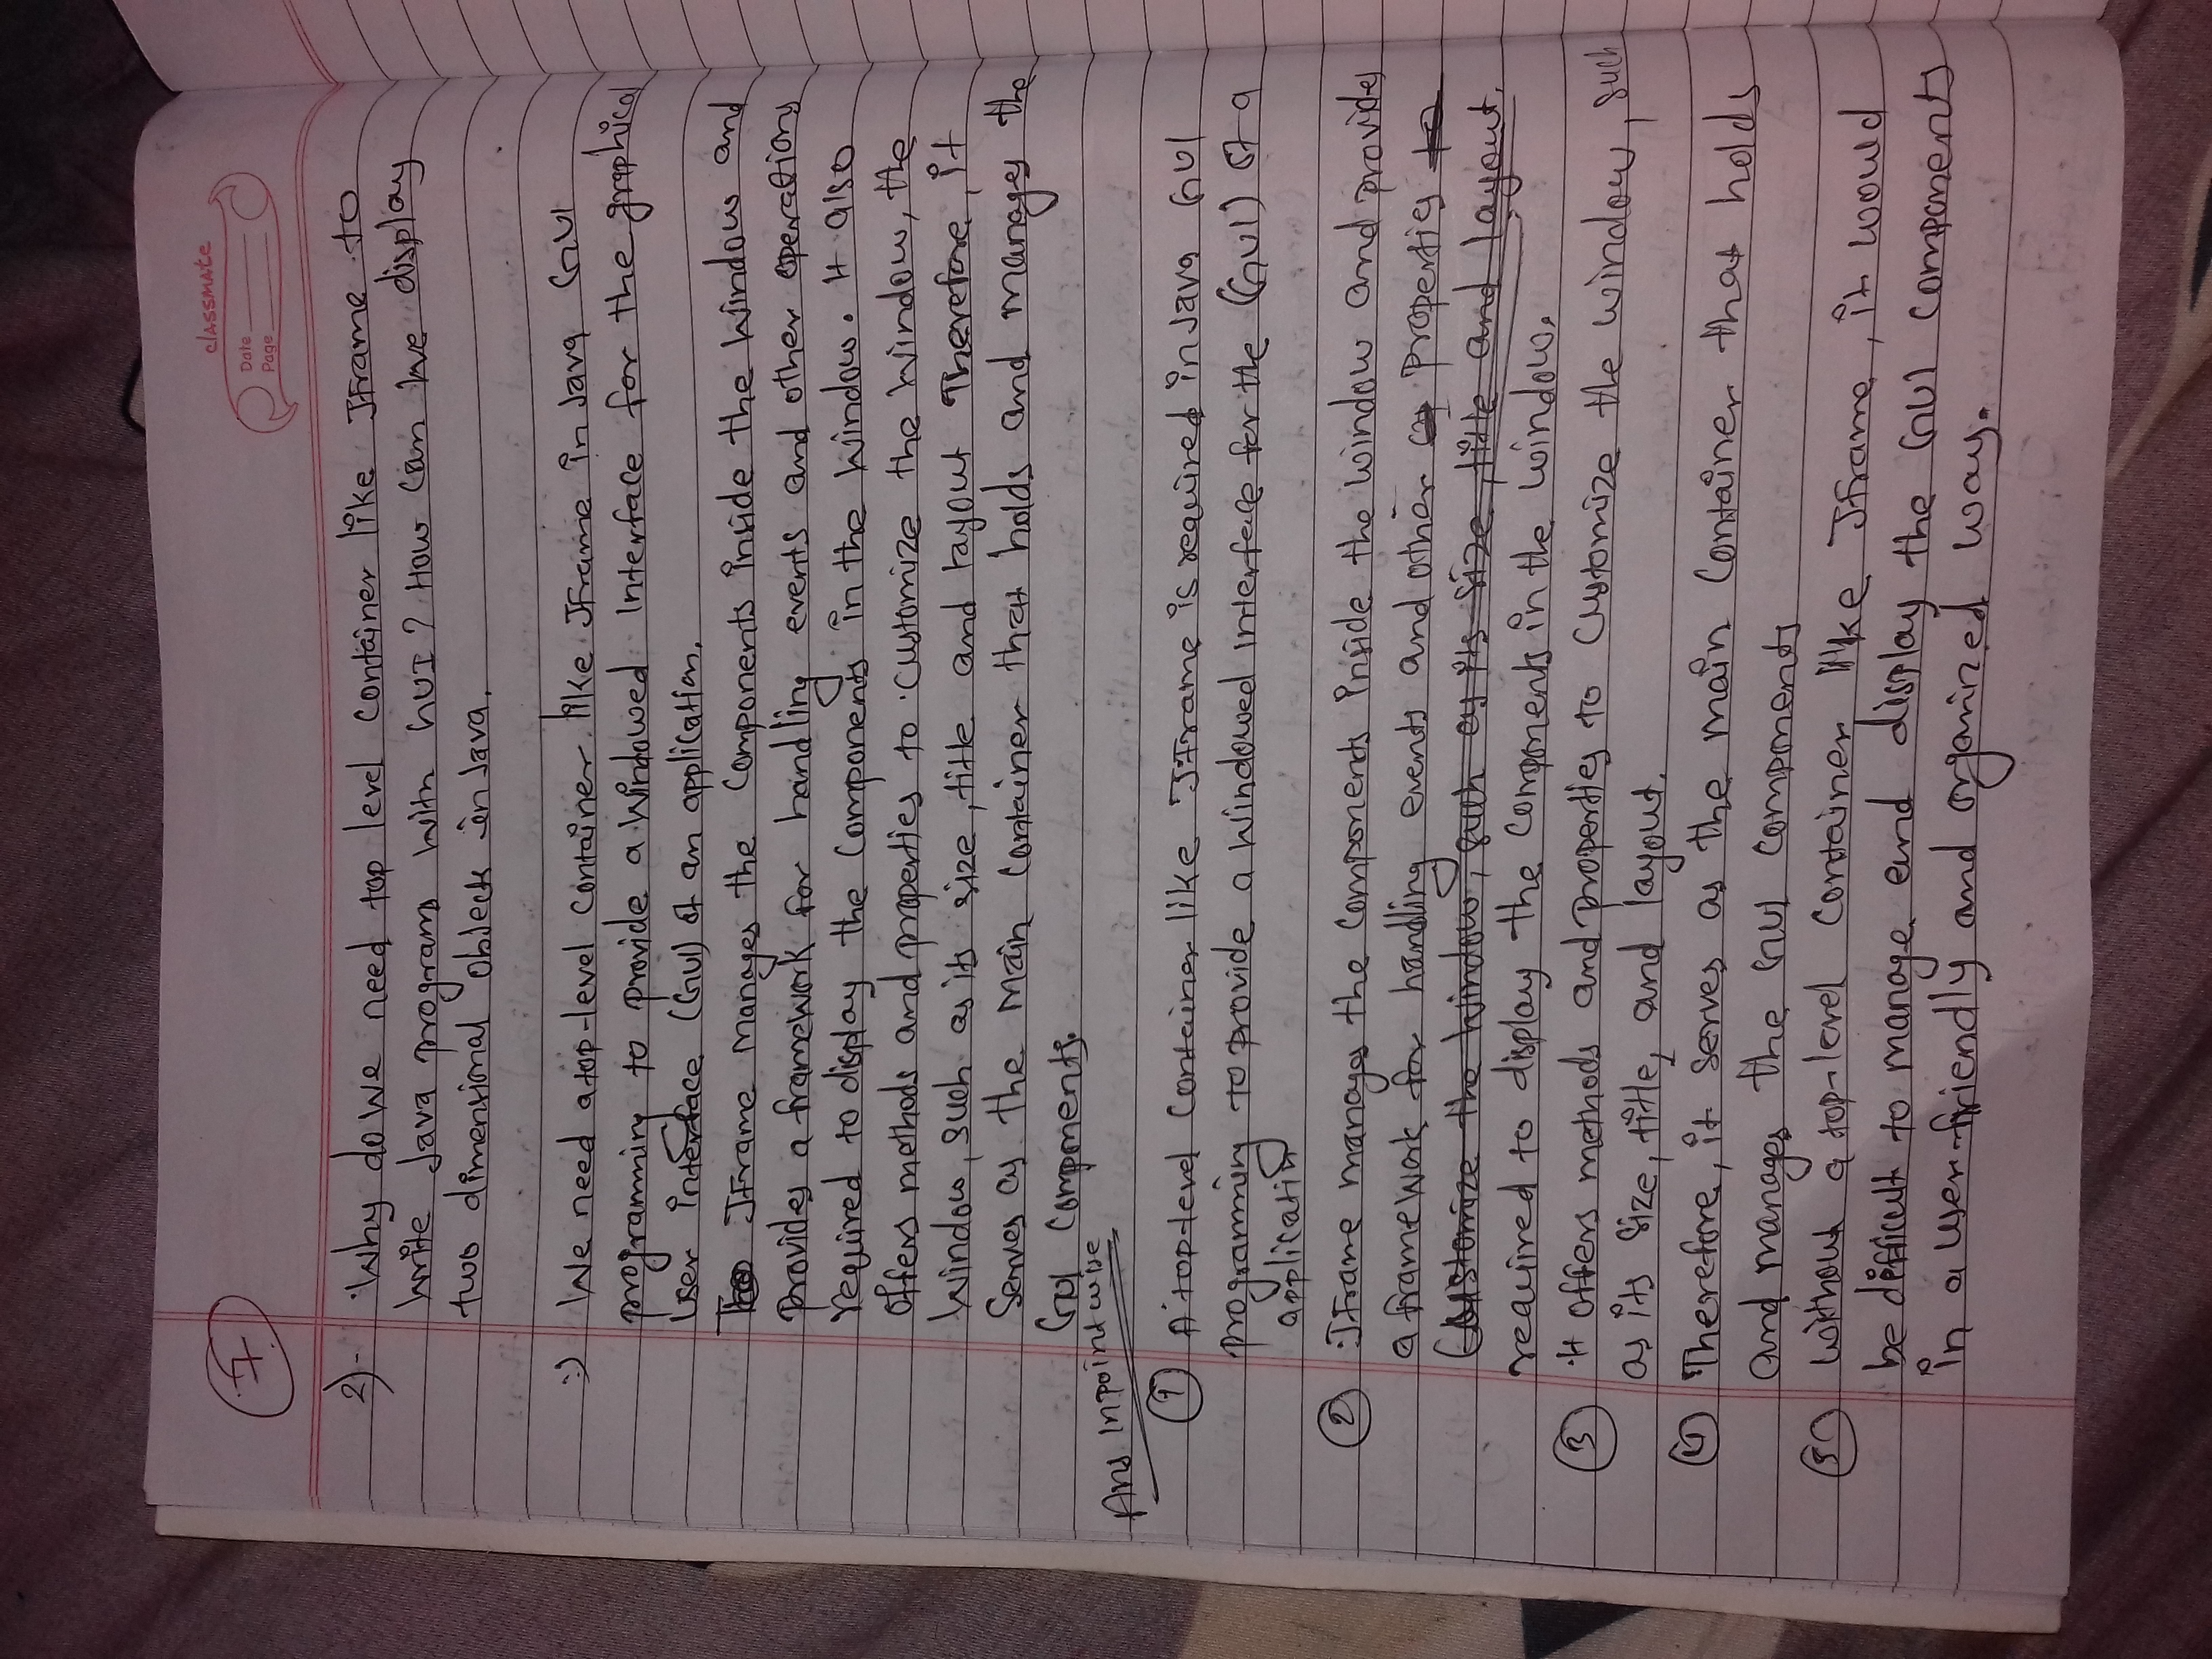 7
classmate
Date
Page
2)- Why do we need top level container like JFrame to
write Java programs with GUI? How can we display
two dimensional objects in Java.
:) We need a top-level container like JFrame in Java GUI
programming to provide a windowed interface for the graphical
user interface (GUI) of an application.
JFrame manages the components inside the window and
provides a framework for handling events and other operations
required to display the components in the window. It also
offers methods and properties to customize the window, the
window, such as its size, title and layout Therefore, it
serves as the main container that holds and manages the
GUI components.
Ans in pointwise
1 A top-level container like JFrame is required in Java GUI
programming to provide a windowed interface for the (GUI) of a
applicatin
2 JFrame manages the components inside the window and provides
a framework for handling events and other properties to
customize the window, such as its size, title and layout.
required to display the components in the window.
3 It offers methods and properties to customize the window, such
as its size, title, and layout.
4 Therefore, it serves as the main container that holds
and manages the GUI components
5 without a top-level container like JFrame, it would
be difficult to manage and display the GUI components
in a user-friendly and organized way.